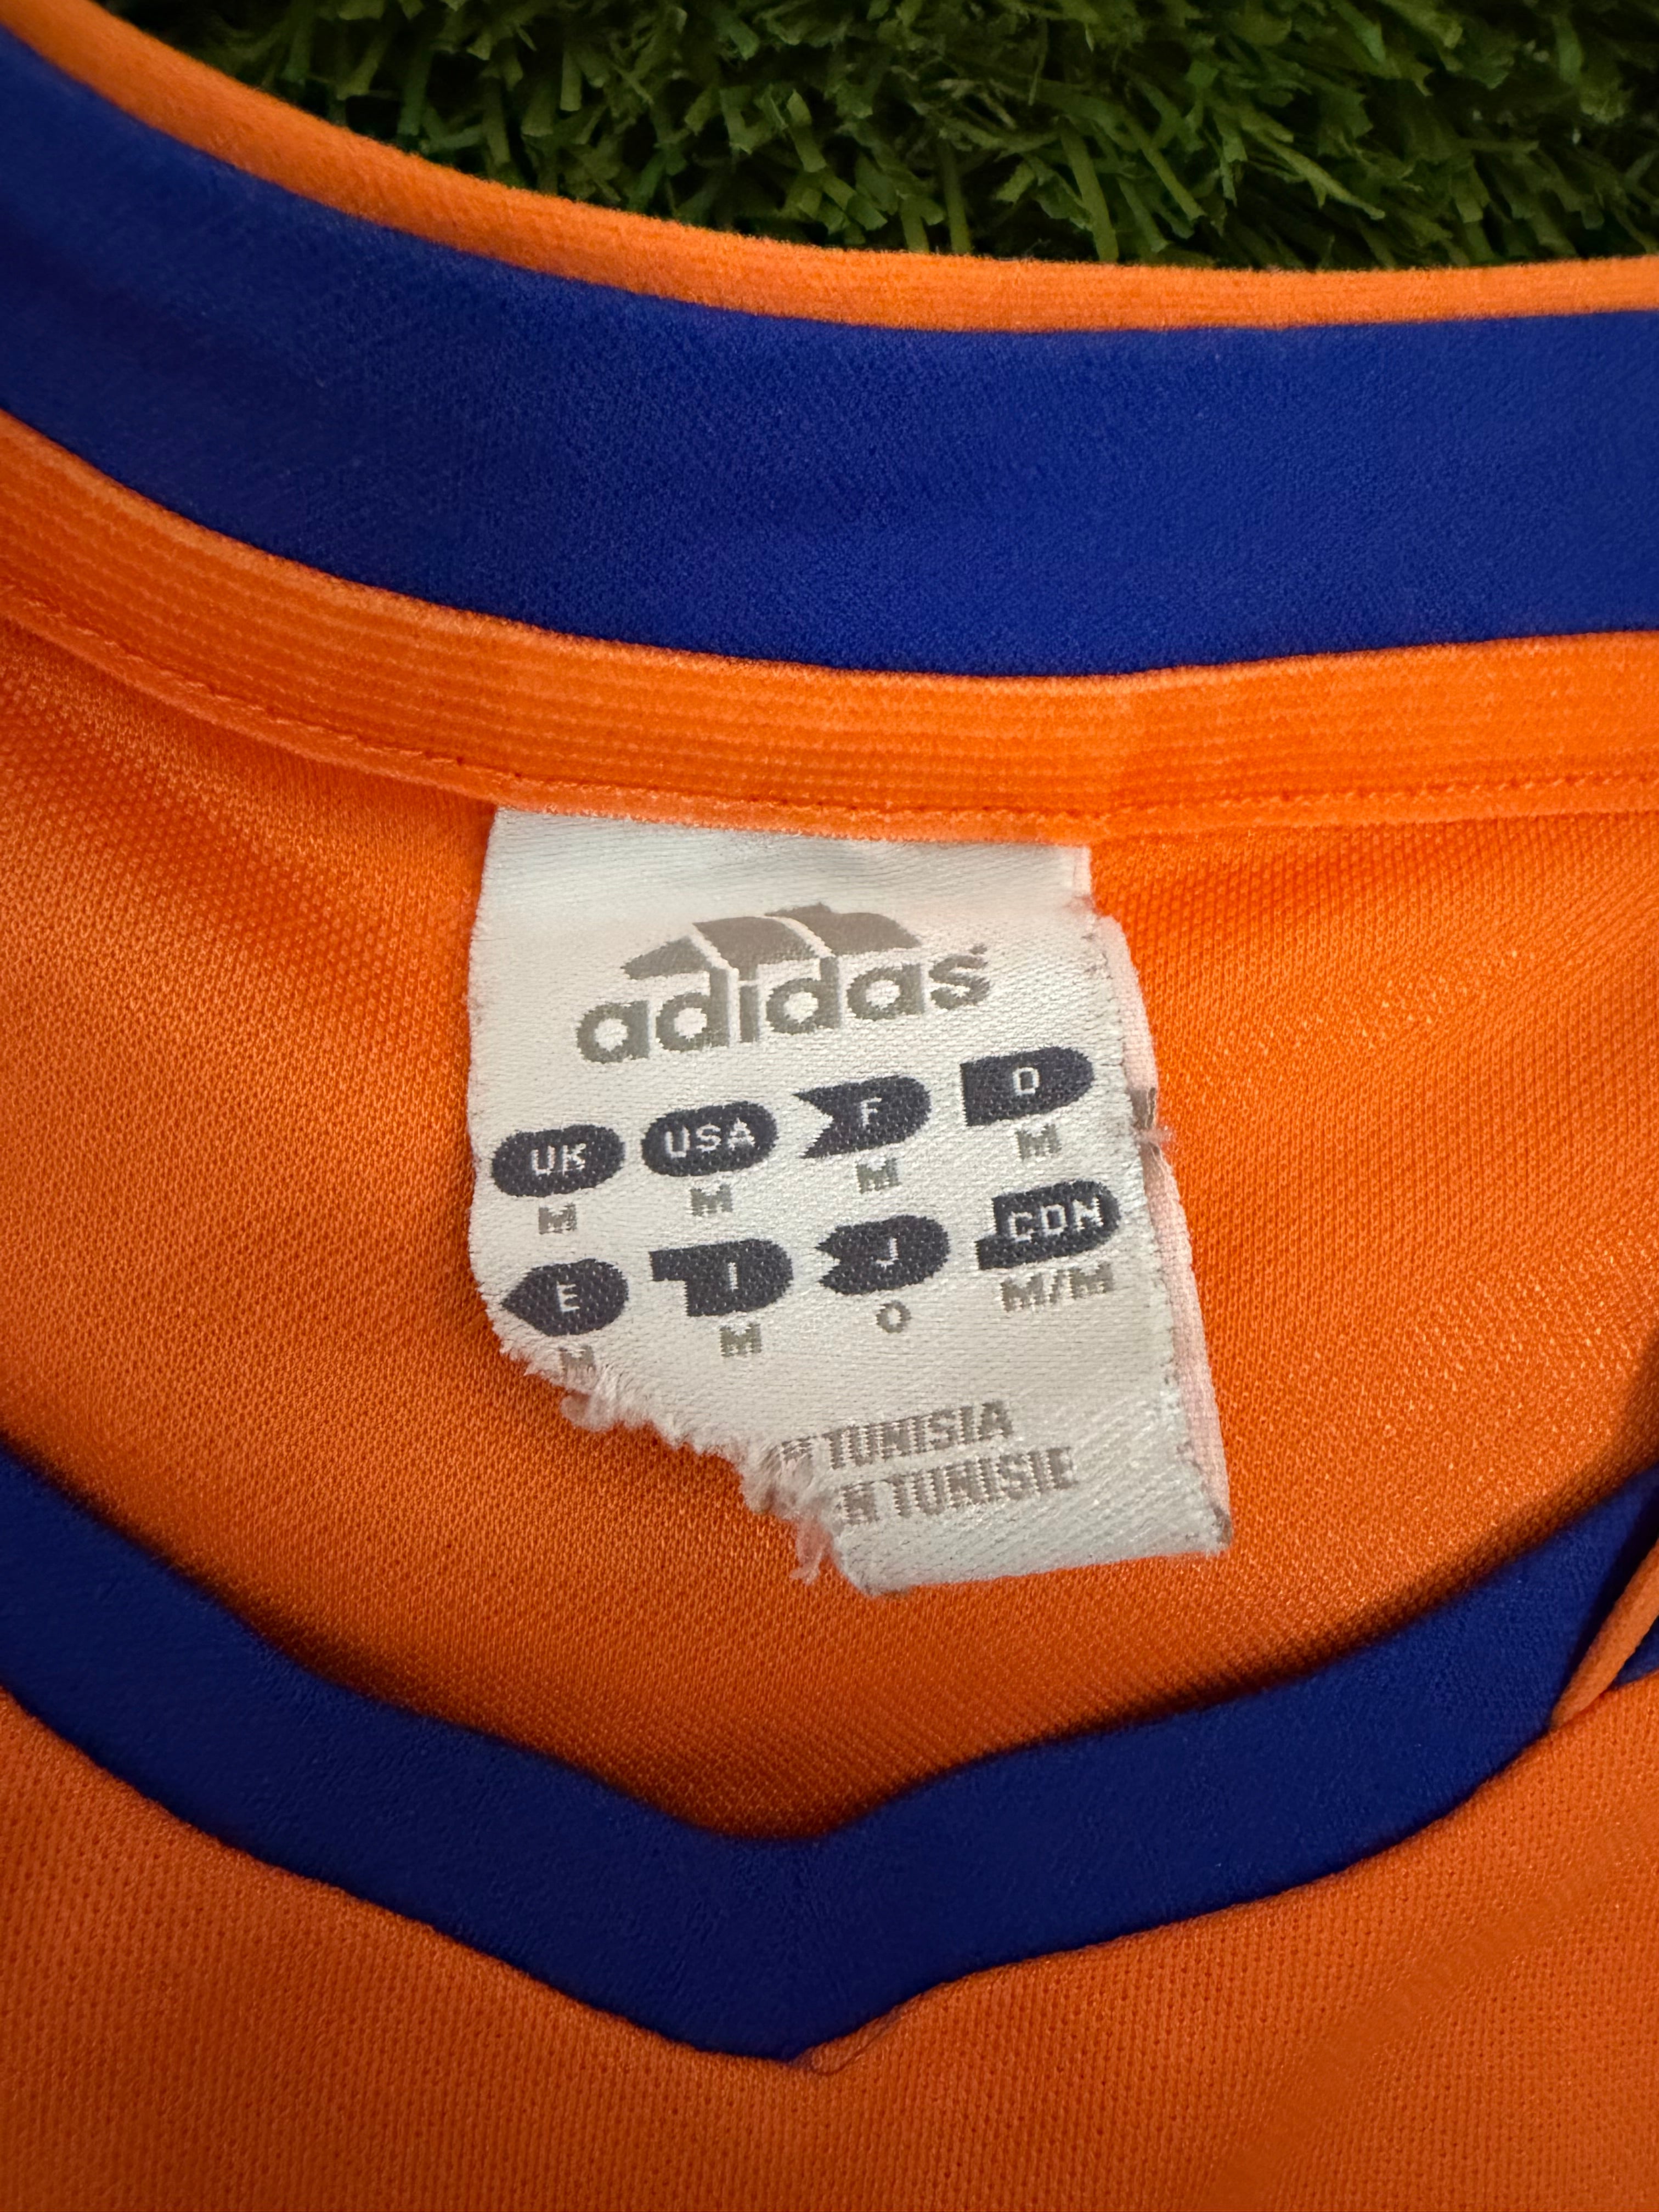 adidas
UK USA F D
M M M M
E I J CDN
M M O M/M
TUNISIA
N TUNISIE